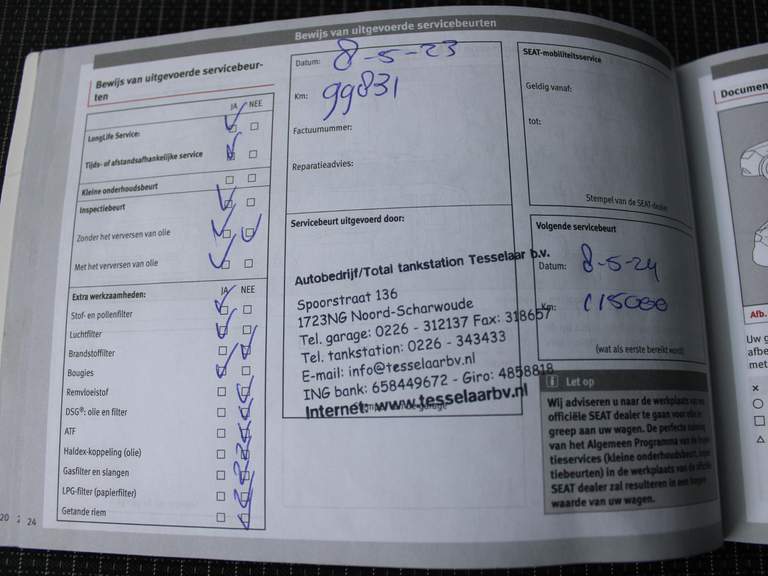 Bewijs van uitgevoerde servicebeurten
Bewijs van uitgevoerde servicebeur-
ten
JA NEE
LongLife Service:
Tijds- of afstandsafhankelijke service
Kleine onderhoudsbeurt
Inspectiebeurt
Zonder het verversen van olie
Met het verversen van olie
Extra werkzaamheden: JA NEE
Stof- en pollenfilter
Luchtfilter
Brandstoffilter
Bougies
Remvloeistof
DSG®: olie en filter
ATF
Haldex-koppeling (olie)
Gasfilter en slangen
LPG-filter (papierfilter)
Getande riem
24
Datum: 8-5-23
Km: 99831
Factuurnummer:
Reparatieadvies:
Servicebeurt uitgevoerd door:
Autobedrijf/Total tankstation Tesselaar b.v.
Spoorstraat 136
1723NG Noord-Scharwoude
Tel. garage: 0226 - 312137 Fax: 318657
Tel. tankstation: 0226 - 343433
E-mail: info@tesselaarbv.nl
ING bank: 658449672 - Giro: 4858818
Internet: www.tesselaarbv.nl
SEAT-mobiliteitsservice
Geldig vanaf:
tot:
Stempel van de SEAT-dealer
Volgende servicebeurt
Datum: 8-5-24
Km: 115000
(wat als eerste bereikt wordt)
Let op
Wij adviseren u naar de werkplaats van
officiële SEAT dealer te gaan voor
greep aan uw wagen. De perfecte
van het Algemeen Programma van de
tieservices (kleine onderhoudsbeurt,
tiebeurten) in de werkplaats van de
SEAT dealer zal resulteren in een
waarde van uw wagen.
20
Documen
Afb.
Uw g
afbe
met